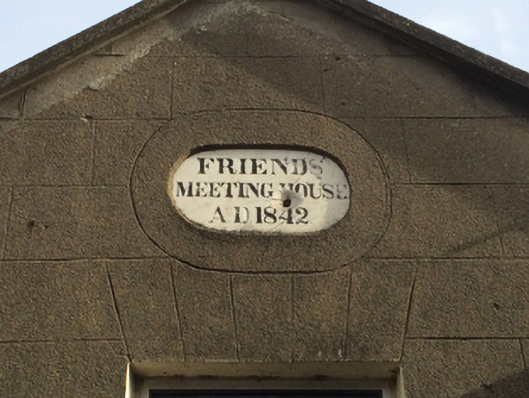 FRIENDS'
MEETING HOUSE
A D 1842